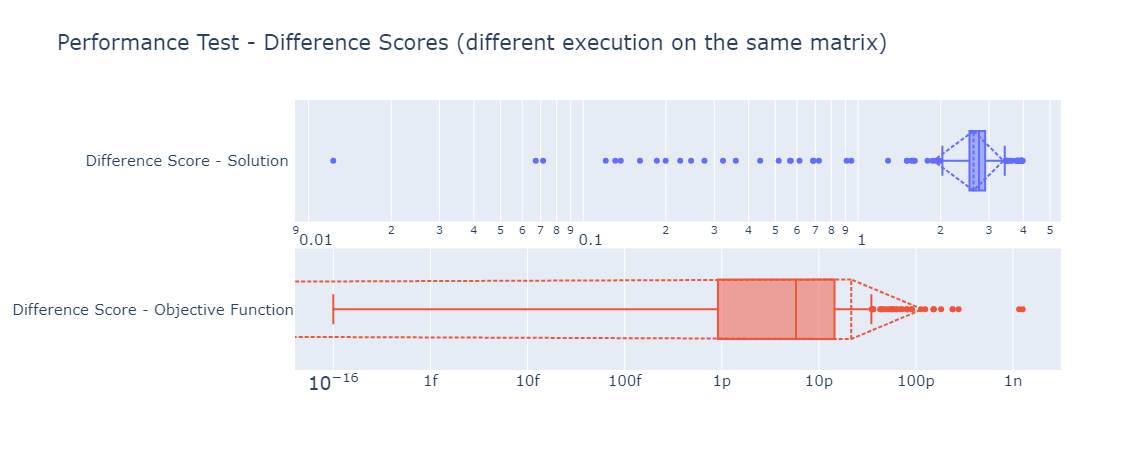 Performance Test - Difference Scores (different execution on the same matrix)
Difference Score - Solution
9 0.01 2 3 4 5 6 7 8 9 0.1 2 3 4 5 6 7 8 9 1 2 3 4 5
Difference Score - Objective Function
10⁻¹⁶ 1f 10f 100f 1p 10p 100p 1n